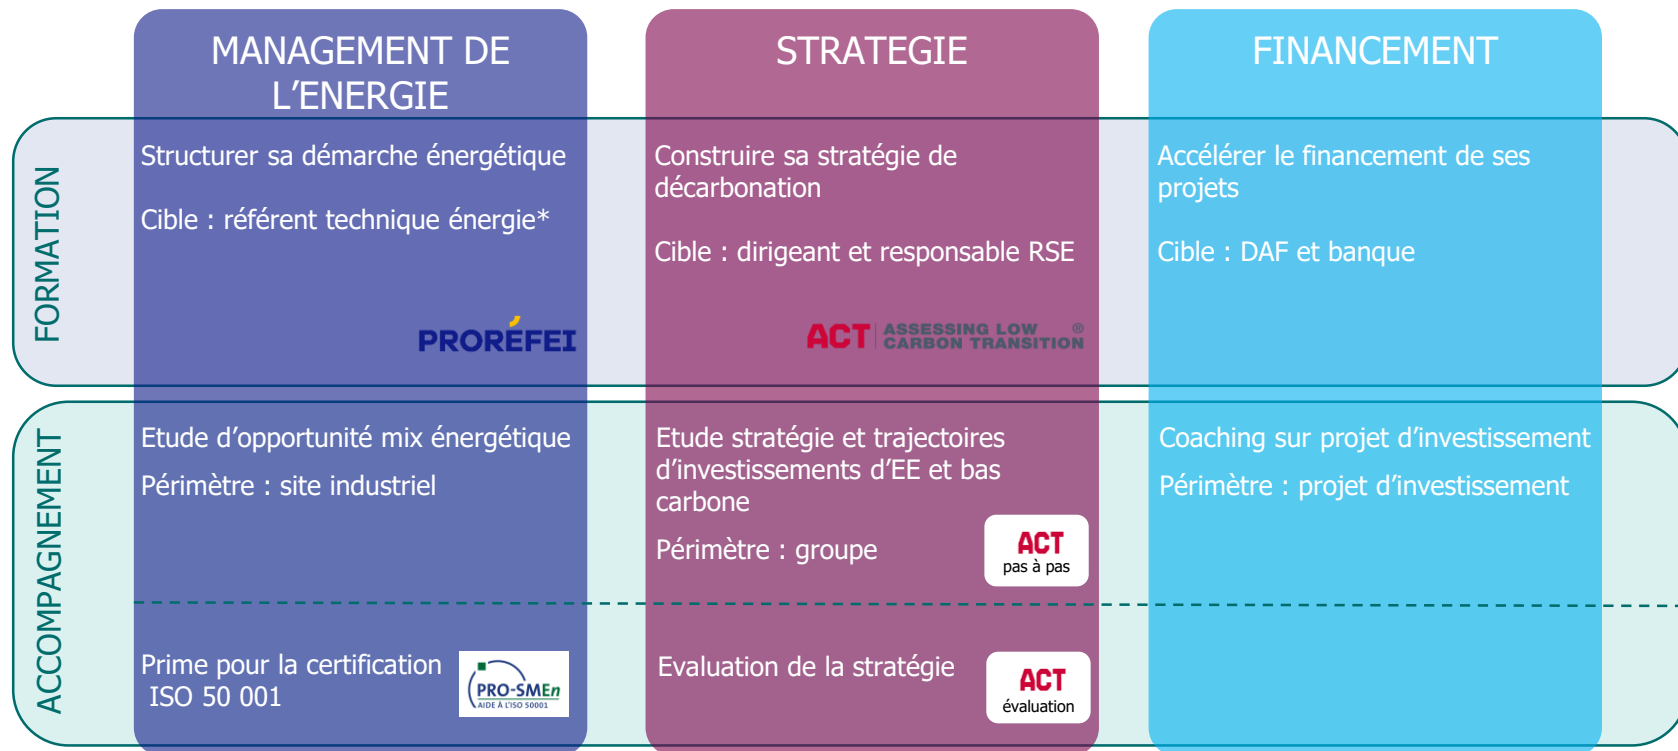 MANAGEMENT DE
L'ENERGIE
STRATEGIE
FINANCEMENT
FORMATION
Structurer sa démarche énergétique
Cible : référent technique énergie*
PRORÉFEI
Construire sa stratégie de
décarbonation
Cible : dirigeant et responsable RSE
ACT ASSESSING LOW ®
CARBON TRANSITION
Accélérer le financement de ses
projets
Cible : DAF et banque
ACCOMPAGNEMENT
Etude d'opportunité mix énergétique
Périmètre : site industriel
Etude stratégie et trajectoires
d'investissements d'EE et bas
carbone
Périmètre : groupe
ACT
pas à pas
Coaching sur projet d'investissement
Périmètre : projet d'investissement
Prime pour la certification
ISO 50 001
PRO-SMEn
AIDE À L'ISO 50001
Evaluation de la stratégie
ACT
évaluation